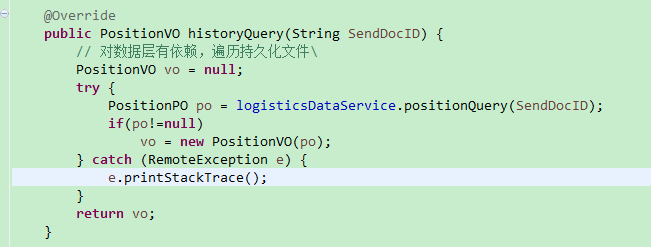 @Override
public PositionVO historyQuery(String SendDocID) {
// 对数据层有依赖，遍历持久化文件\
PositionVO vo = null;
try {
PositionPO po = logisticsDataService.positionQuery(SendDocID);
if(po!=null)
vo = new PositionVO(po);
} catch (RemoteException e) {
e.printStackTrace();
}
return vo;
}